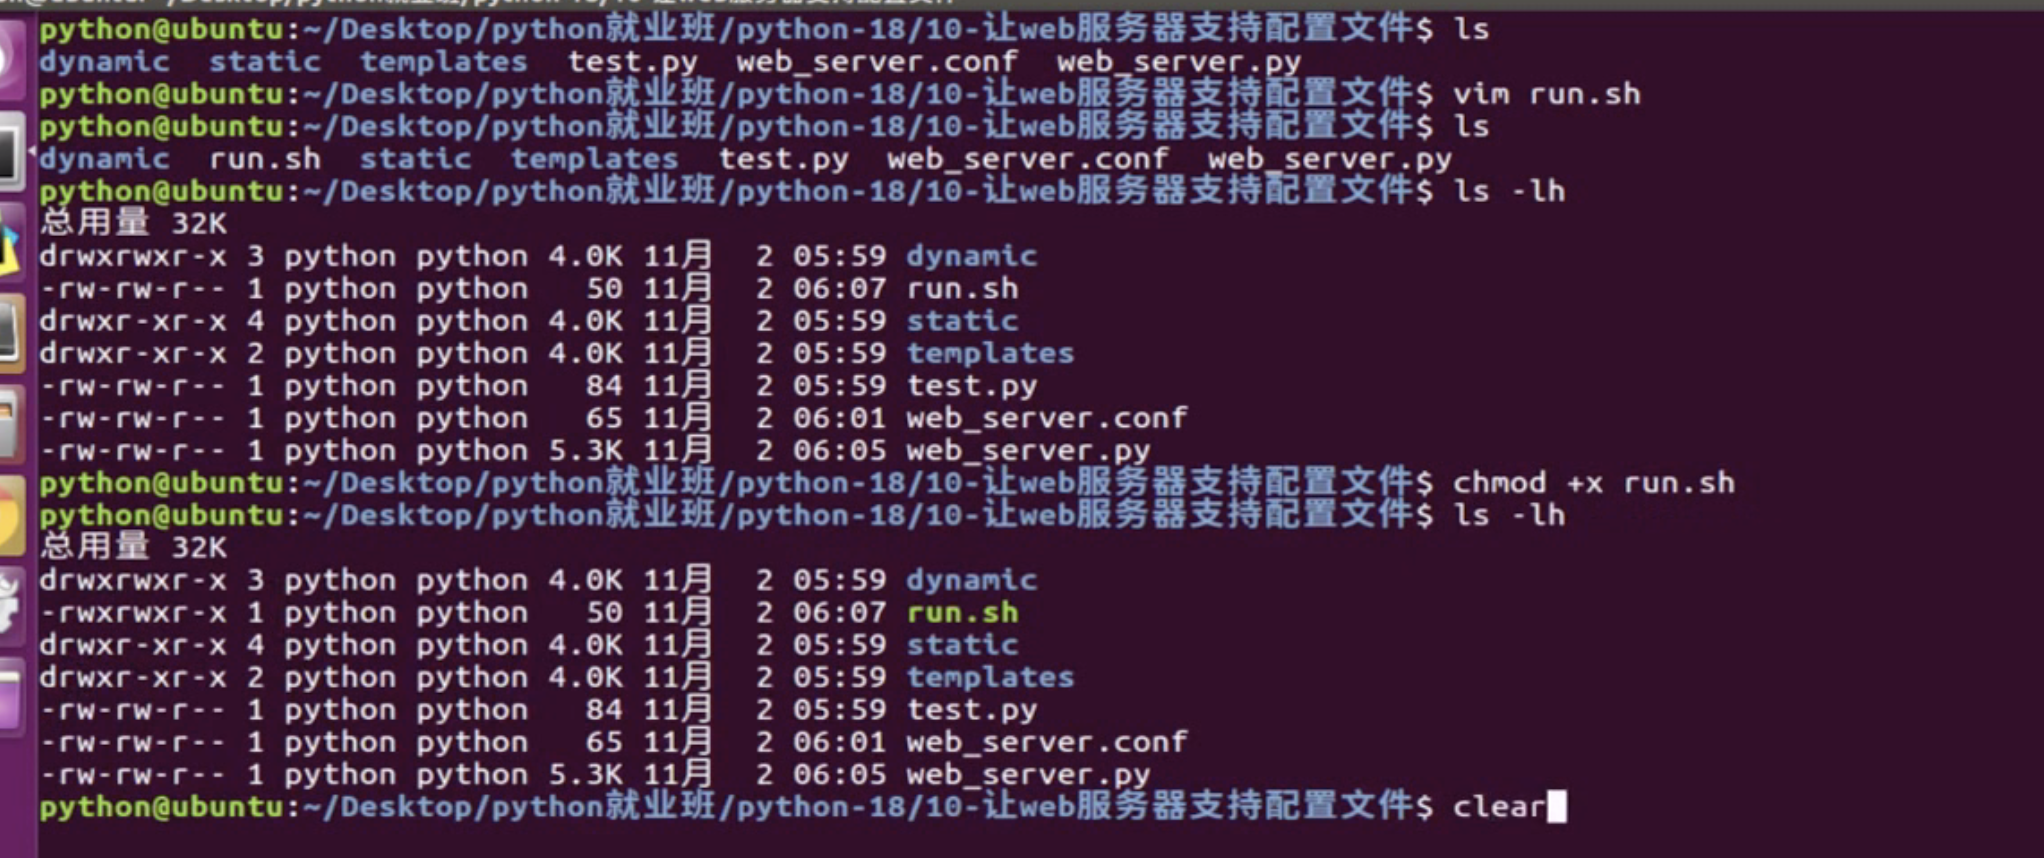 python@ubuntu:~/Desktop/python就业班/python-18/10-让web服务器支持配置文件$ ls
dynamic  static  templates  test.py  web_server.conf  web_server.py
python@ubuntu:~/Desktop/python就业班/python-18/10-让web服务器支持配置文件$ vim run.sh
python@ubuntu:~/Desktop/python就业班/python-18/10-让web服务器支持配置文件$ ls
dynamic  run.sh  static  templates  test.py  web_server.conf  web_server.py
python@ubuntu:~/Desktop/python就业班/python-18/10-让web服务器支持配置文件$ ls -lh
总用量 32K
drwxrwxr-x 3 python python 4.0K 11月  2 05:59 dynamic
-rw-rw-r-- 1 python python   50 11月  2 06:07 run.sh
drwxr-xr-x 4 python python 4.0K 11月  2 05:59 static
drwxr-xr-x 2 python python 4.0K 11月  2 05:59 templates
-rw-rw-r-- 1 python python   84 11月  2 05:59 test.py
-rw-rw-r-- 1 python python   65 11月  2 06:01 web_server.conf
-rw-rw-r-- 1 python python 5.3K 11月  2 06:05 web_server.py
python@ubuntu:~/Desktop/python就业班/python-18/10-让web服务器支持配置文件$ chmod +x run.sh
python@ubuntu:~/Desktop/python就业班/python-18/10-让web服务器支持配置文件$ ls -lh
总用量 32K
drwxrwxr-x 3 python python 4.0K 11月  2 05:59 dynamic
-rwxrwxr-x 1 python python   50 11月  2 06:07 run.sh
drwxr-xr-x 4 python python 4.0K 11月  2 05:59 static
drwxr-xr-x 2 python python 4.0K 11月  2 05:59 templates
-rw-rw-r-- 1 python python   84 11月  2 05:59 test.py
-rw-rw-r-- 1 python python   65 11月  2 06:01 web_server.conf
-rw-rw-r-- 1 python python 5.3K 11月  2 06:05 web_server.py
python@ubuntu:~/Desktop/python就业班/python-18/10-让web服务器支持配置文件$ clear